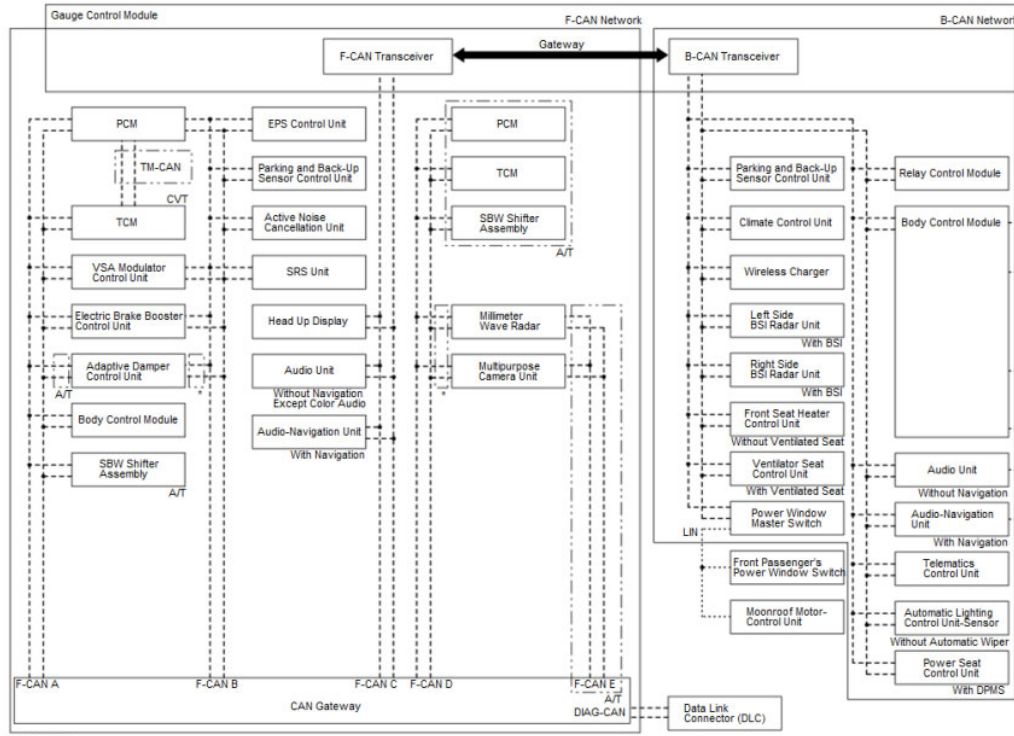 Gauge Control Module
F-CAN Network
B-CAN Network
F-CAN Transceiver
Gateway
B-CAN Transceiver
PCM
TM-CAN
CVT
TCM
VSA Modulator
Control Unit
Electric Brake Booster
Control Unit
Adaptive Damper
Control Unit
A/T
*
Body Control Module
SBW Shifter
Assembly
A/T
EPS Control Unit
Parking and Back-Up
Sensor Control Unit
Active Noise
Cancellation Unit
SRS Unit
Head Up Display
Audio Unit
Without Navigation
Except Color Audio
Audio-Navigation Unit
With Navigation
PCM
TCM
SBW Shifter
Assembly
A/T
Millimeter
Wave Radar
Multipurpose
Camera Unit
*
Parking and Back-Up
Sensor Control Unit
Climate Control Unit
Wireless Charger
Left Side
BSI Radar Unit
With BSI
Right Side
BSI Radar Unit
With BSI
Front Seat Heater
Control Unit
Without Ventilated Seat
Ventilator Seat
Control Unit
With Ventilated Seat
Power Window
Master Switch
LIN
Front Passenger's
Power Window Switch
Moonroof Motor-
Control Unit
Relay Control Module
Body Control Module
Audio Unit
Without Navigation
Audio-Navigation
Unit
With Navigation
Telematics
Control Unit
Automatic Lighting
Control Unit-Sensor
Without Automatic Wiper
Power Seat
Control Unit
With DPMS
F-CAN A
F-CAN B
F-CAN C
F-CAN D
F-CAN E
A/T
CAN Gateway
DIAG-CAN
Data Link
Connector (DLC)